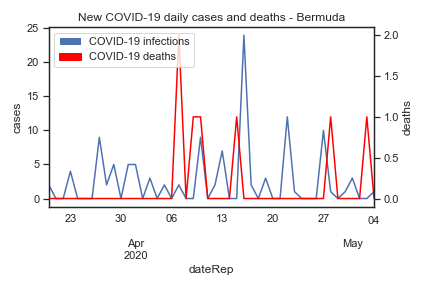 New COVID-19 daily cases and deaths - Bermuda
COVID-19 infections
COVID-19 deaths
25
20
15
10
5
0
cases
2.0
1.5
1.0
0.5
0.0
deaths
23 30 06 13 20 27 04
Apr May
2020
dateRep